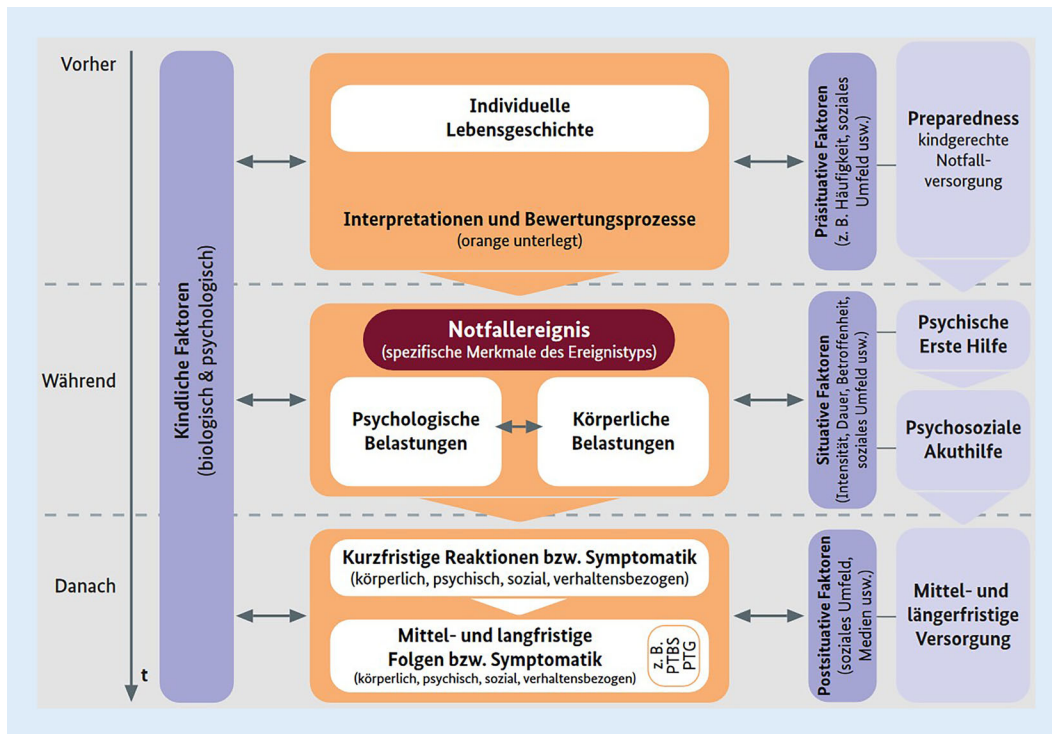 Vorher
Während
Danach
t
Kindliche Faktoren
(biologisch & psychologisch)
Individuelle
Lebensgeschichte
Interpretationen und Bewertungsprozesse
(orange unterlegt)
Präsituative Faktoren
(z. B. Häufigkeit, soziales
Umfeld usw.)
Preparedness
kindgerechte
Notfall-
versorgung
Notfallereignis
(spezifische Merkmale des Ereignistyps)
Psychologische
Belastungen
Körperliche
Belastungen
Situative Faktoren
(Intensität, Dauer, Betroffenheit,
soziales Umfeld usw.)
Psychische
Erste Hilfe
Psychosoziale
Akuthilfe
Kurzfristige Reaktionen bzw. Symptomatik
(körperlich, psychisch, sozial, verhaltensbezogen)
Mittel- und langfristige
Folgen bzw. Symptomatik
(körperlich, psychisch, sozial, verhaltensbezogen)
z. B.
PTBS
PTG
Postsituative Faktoren
(soziales Umfeld,
Medien usw.)
Mittel- und
längerfristige
Versorgung